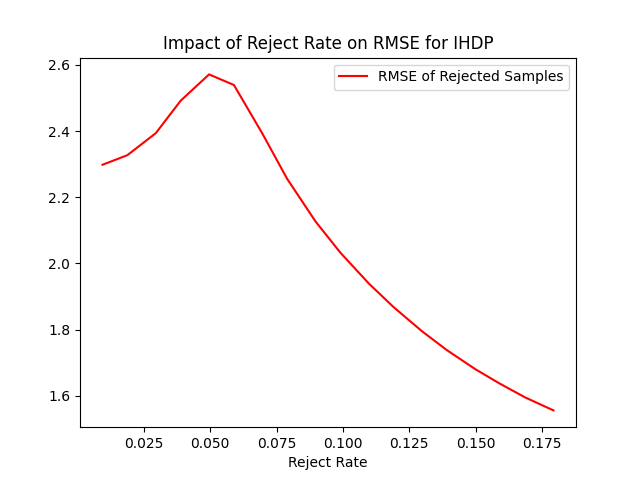 Impact of Reject Rate on RMSE for IHDP
RMSE of Rejected Samples
2.6
2.4
2.2
2.0
1.8
1.6
0.025 0.050 0.075 0.100 0.125 0.150 0.175
Reject Rate